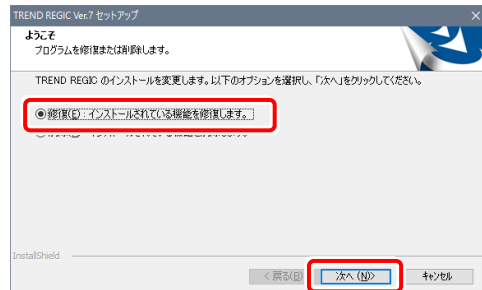 TREND REGIC Ver.7 セットアップ
ようこそ
プログラムを修復または削除します。
TREND REGIC のインストールを変更します。以下のオプションを選択し、「次へ」をクリックしてください。
修復(E)：インストールされている機能を修復します。
InstallShield
< 戻る(B)
次へ (N)>
キャンセル